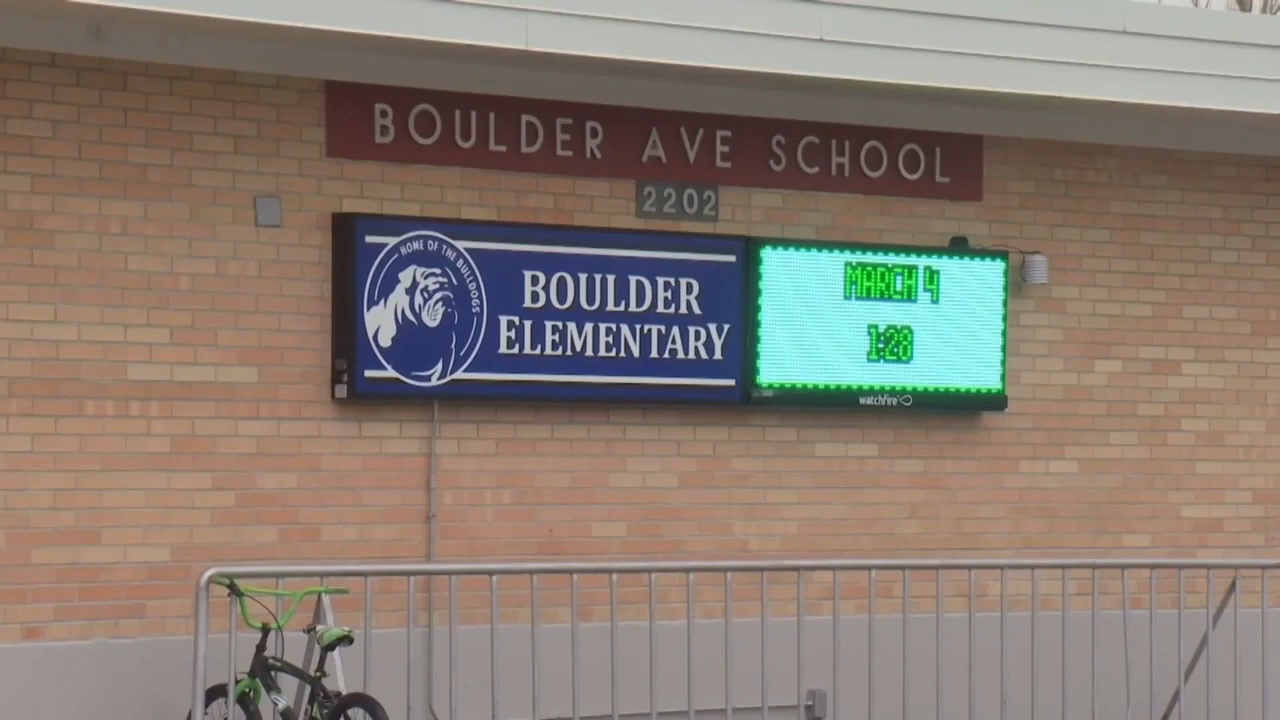 BOULDER AVE SCHOOL
2202
HOME OF THE BULLDOGS
BOULDER
ELEMENTARY
MARCH 4
1:28
watchfire